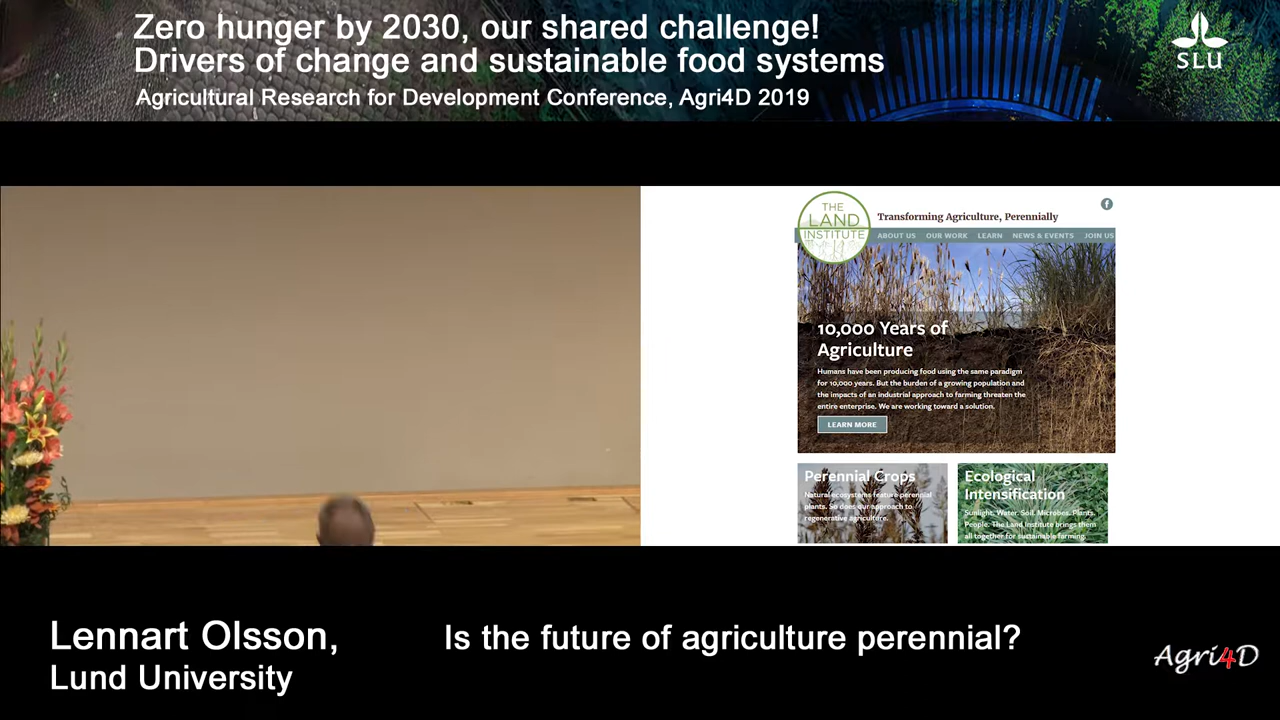 Zero hunger by 2030, our shared challenge!
Drivers of change and sustainable food systems
Agricultural Research for Development Conference, Agri4D 2019
SLU
THE
LAND
INSTITUTE
Transforming Agriculture, Perennially
f
ABOUT US OUR WORK LEARN NEWS & EVENTS JOIN US
10,000 Years of
Agriculture
Humans have been producing food using the same paradigm
for 10,000 years. But the burden of a growing population and
the impacts of an industrial approach to farming threaten the
entire enterprise. We are working toward a solution.
LEARN MORE
Perennial Crops
Natural ecosystems feature perennial
plants. So does our approach to
regenerative agriculture.
Ecological
Intensification
Sunlight. Water. Soil. Microbes. Plants.
People. The Land Institute brings them
all together for sustainable farming.
Lennart Olsson,
Lund University
Is the future of agriculture perennial?
Agri4D